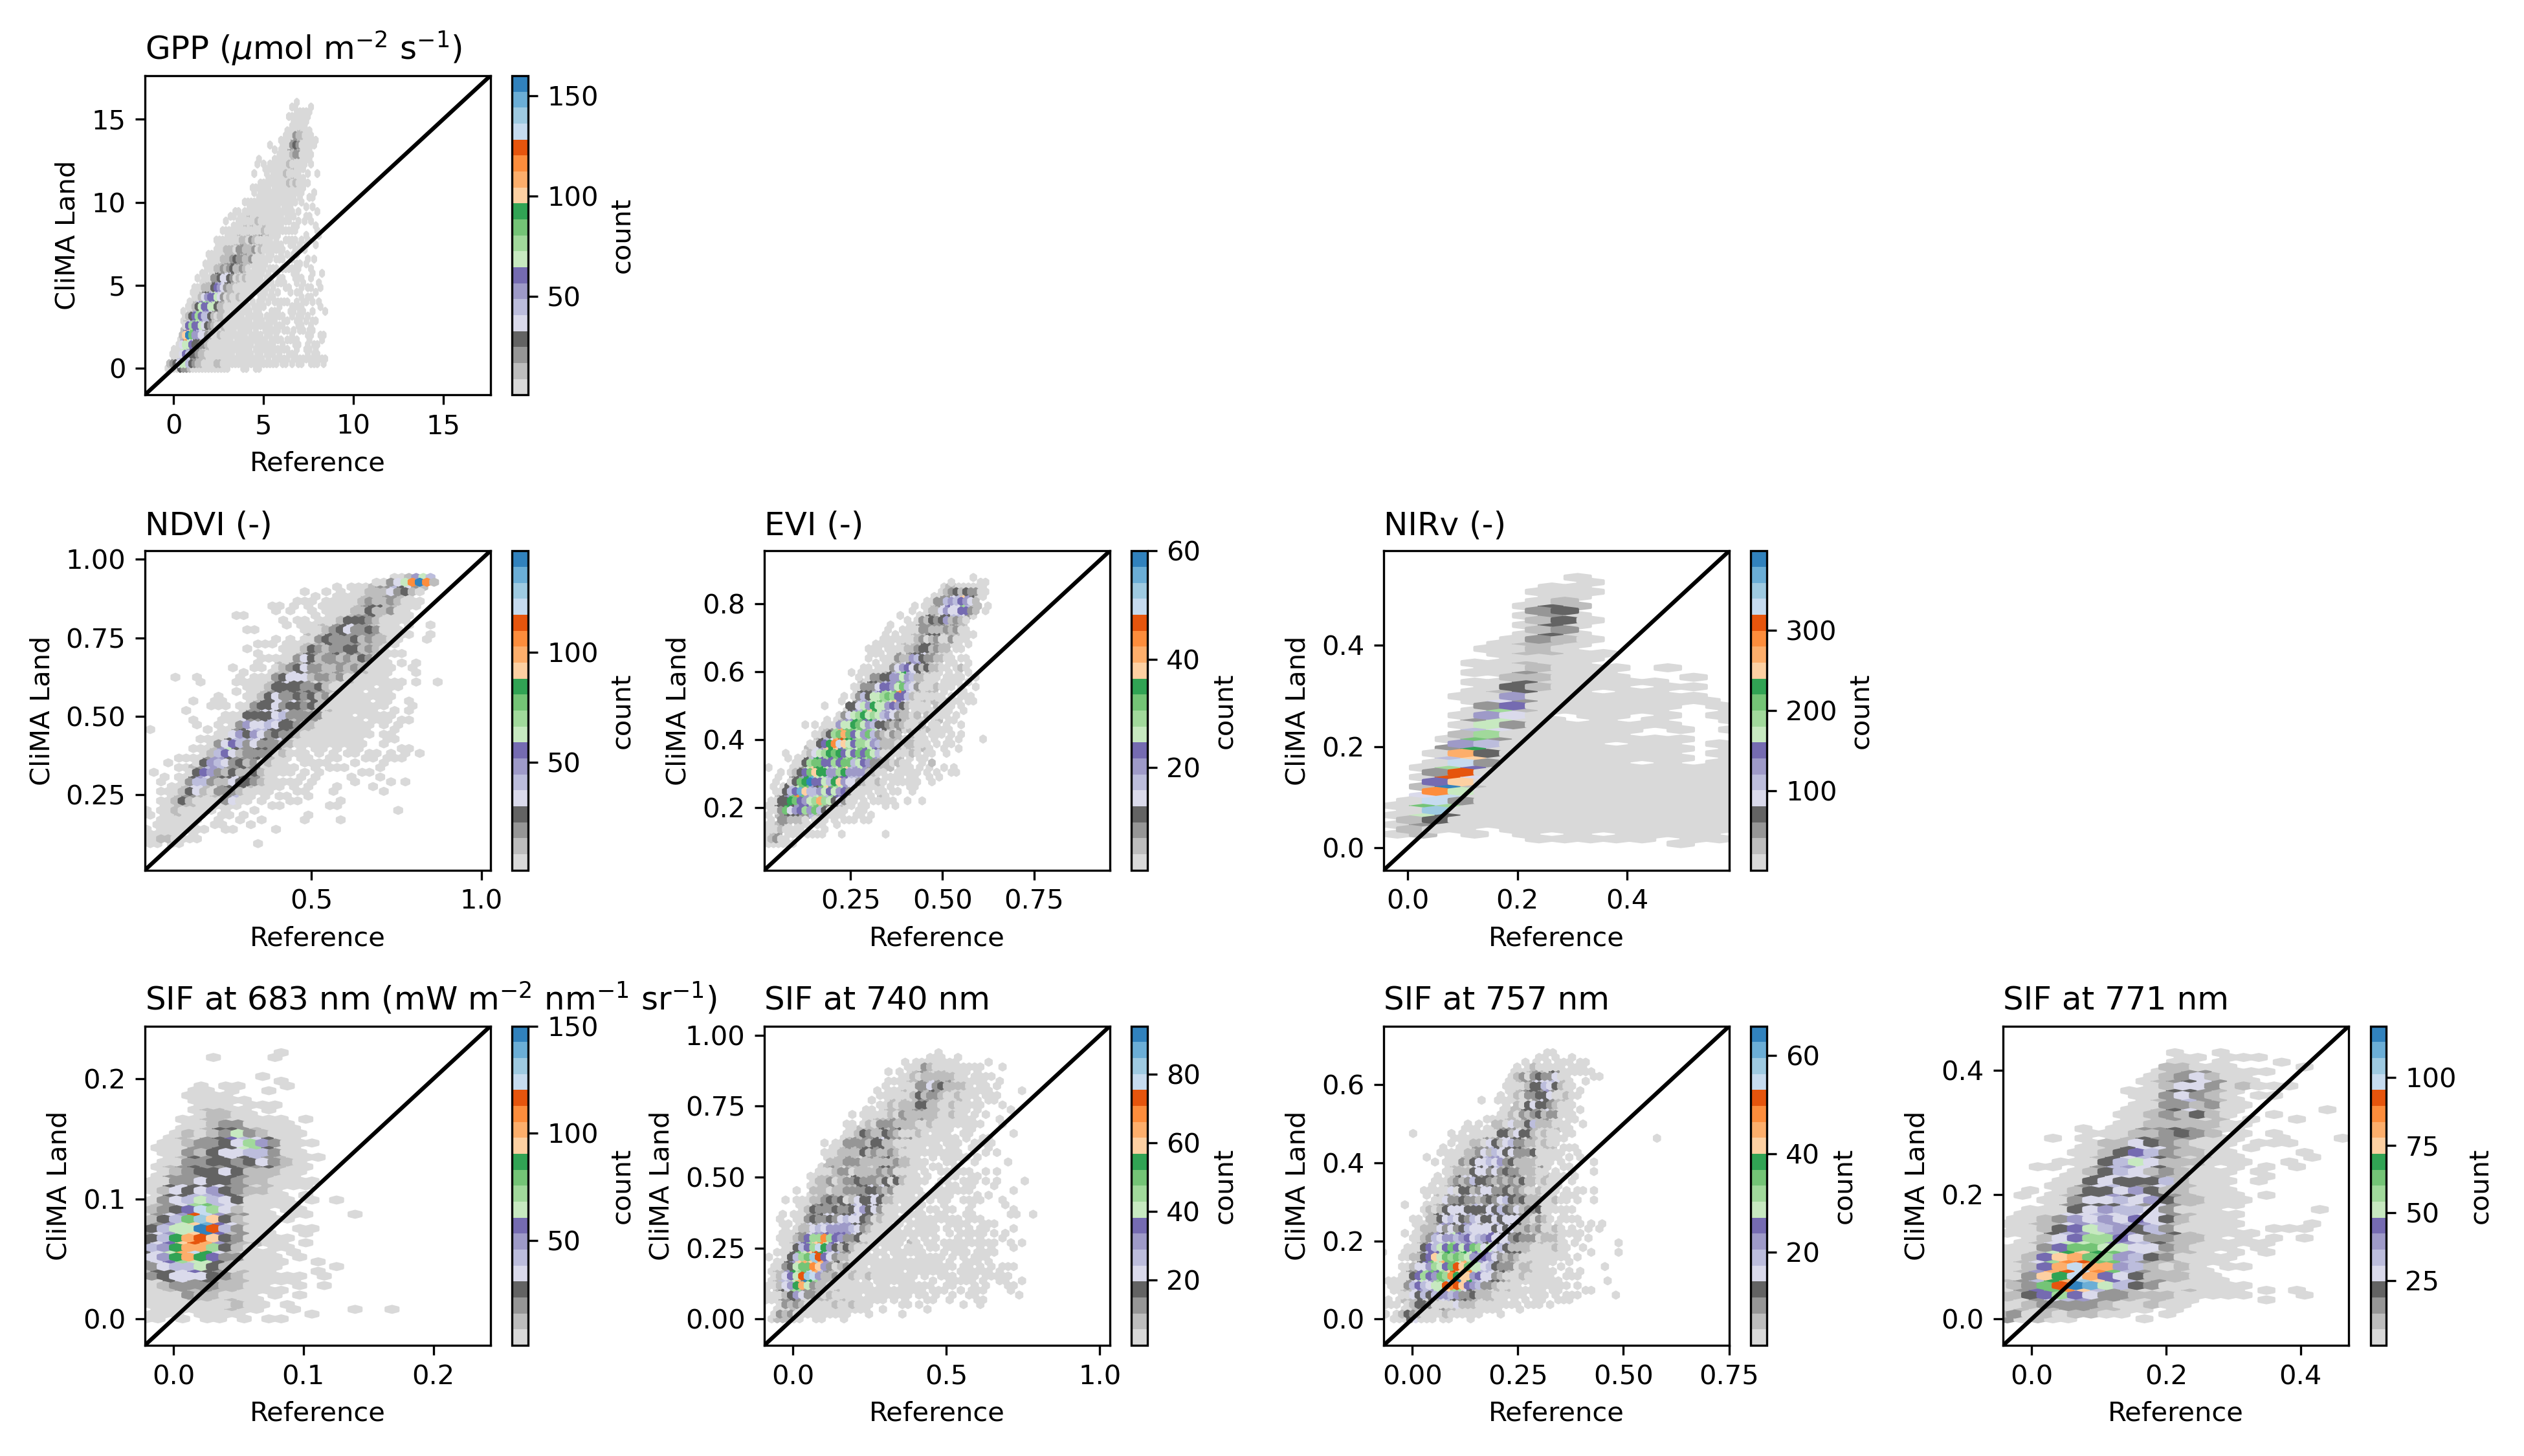 GPP (μmol m⁻² s⁻¹)
CliMA Land
15
10
5
0
0 5 10 15
Reference
150
100
50
count
NDVI (-)
CliMA Land
1.00
0.75
0.50
0.25
0.5 1.0
Reference
100
50
count
EVI (-)
CliMA Land
0.8
0.6
0.4
0.2
0.25 0.50 0.75
Reference
60
40
20
count
NIRv (-)
CliMA Land
0.4
0.2
0.0
0.0 0.2 0.4
Reference
300
200
100
count
SIF at 683 nm (mW m⁻² nm⁻¹ sr⁻¹)
CliMA Land
0.2
0.1
0.0
0.0 0.1 0.2
Reference
150
100
50
count
SIF at 740 nm
CliMA Land
1.00
0.75
0.50
0.25
0.00
0.0 0.5 1.0
Reference
80
60
40
20
count
SIF at 757 nm
CliMA Land
0.6
0.4
0.2
0.0
0.00 0.25 0.50 0.75
Reference
60
40
20
count
SIF at 771 nm
CliMA Land
0.4
0.2
0.0
0.0 0.2 0.4
Reference
100
75
50
25
count